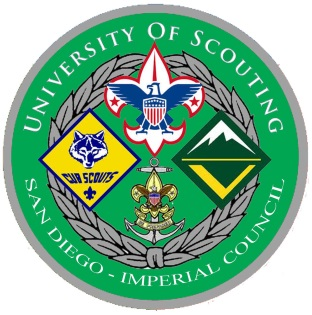 UNIVERSITY OF SCOUTING
CUB SCOUTS
SAN DIEGO - IMPERIAL COUNCIL